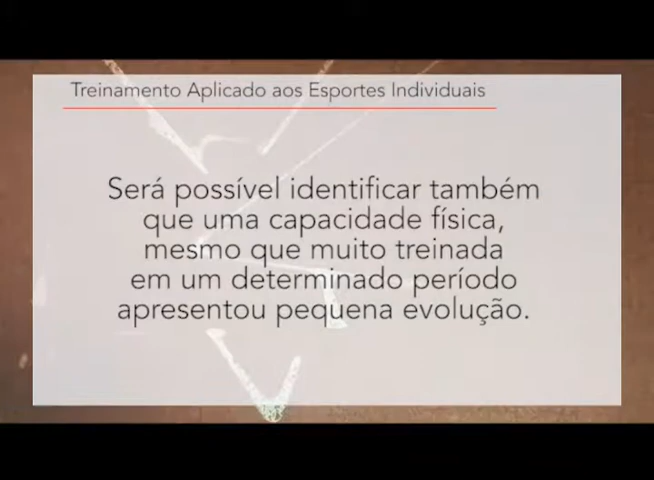 Treinamento Aplicado aos Esportes Individuais
Será possível identificar também
que uma capacidade física,
mesmo que muito treinada
em um determinado período
apresentou pequena evolução.